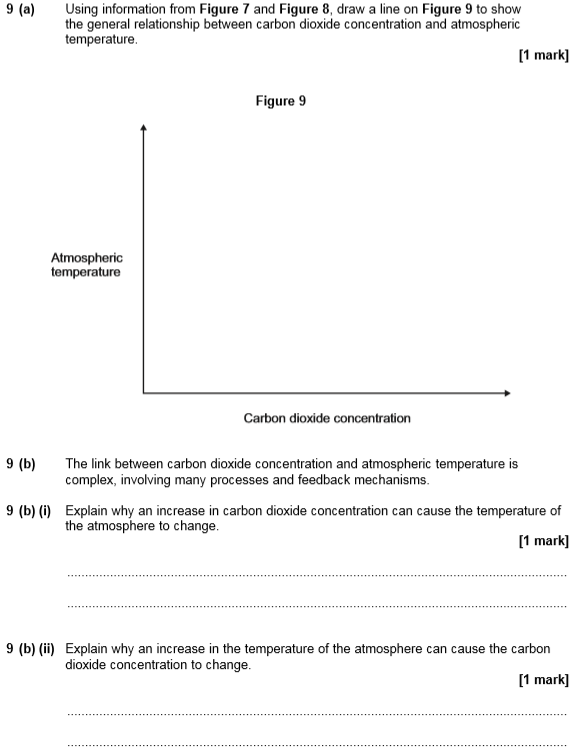 9 (a) Using information from Figure 7 and Figure 8, draw a line on Figure 9 to show
the general relationship between carbon dioxide concentration and atmospheric
temperature.
[1 mark]
Figure 9
Atmospheric
temperature
Carbon dioxide concentration
9 (b) The link between carbon dioxide concentration and atmospheric temperature is
complex, involving many processes and feedback mechanisms.
9 (b) (i) Explain why an increase in carbon dioxide concentration can cause the temperature of
the atmosphere to change.
[1 mark]
9 (b) (ii) Explain why an increase in the temperature of the atmosphere can cause the carbon
dioxide concentration to change.
[1 mark]